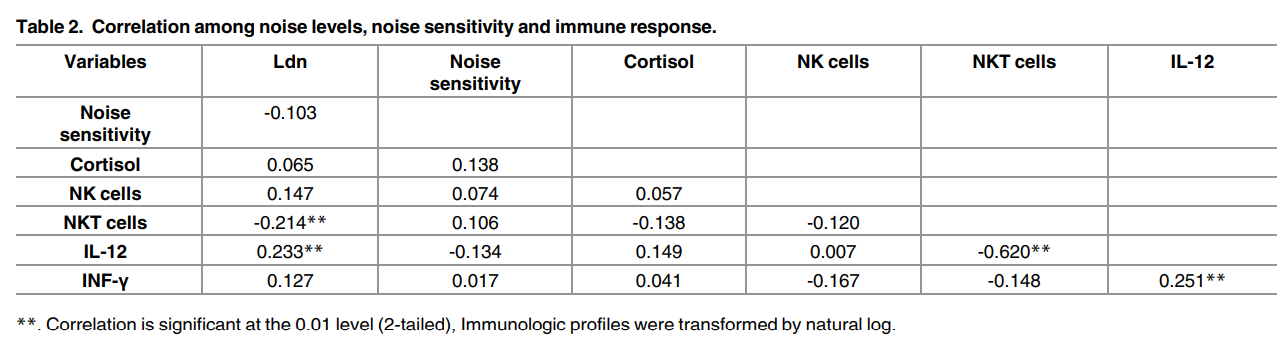 Table 2. Correlation among noise levels, noise sensitivity and immune response.
Variables Ldn Noise sensitivity Cortisol NK cells NKT cells IL-12
Noise sensitivity -0.103
Cortisol 0.065 0.138
NK cells 0.147 0.074 0.057
NKT cells -0.214** 0.106 -0.138 -0.120
IL-12 0.233** -0.134 0.149 0.007 -0.620**
INF-γ 0.127 0.017 0.041 -0.167 -0.148 0.251**
**. Correlation is significant at the 0.01 level (2-tailed), Immunologic profiles were transformed by natural log.